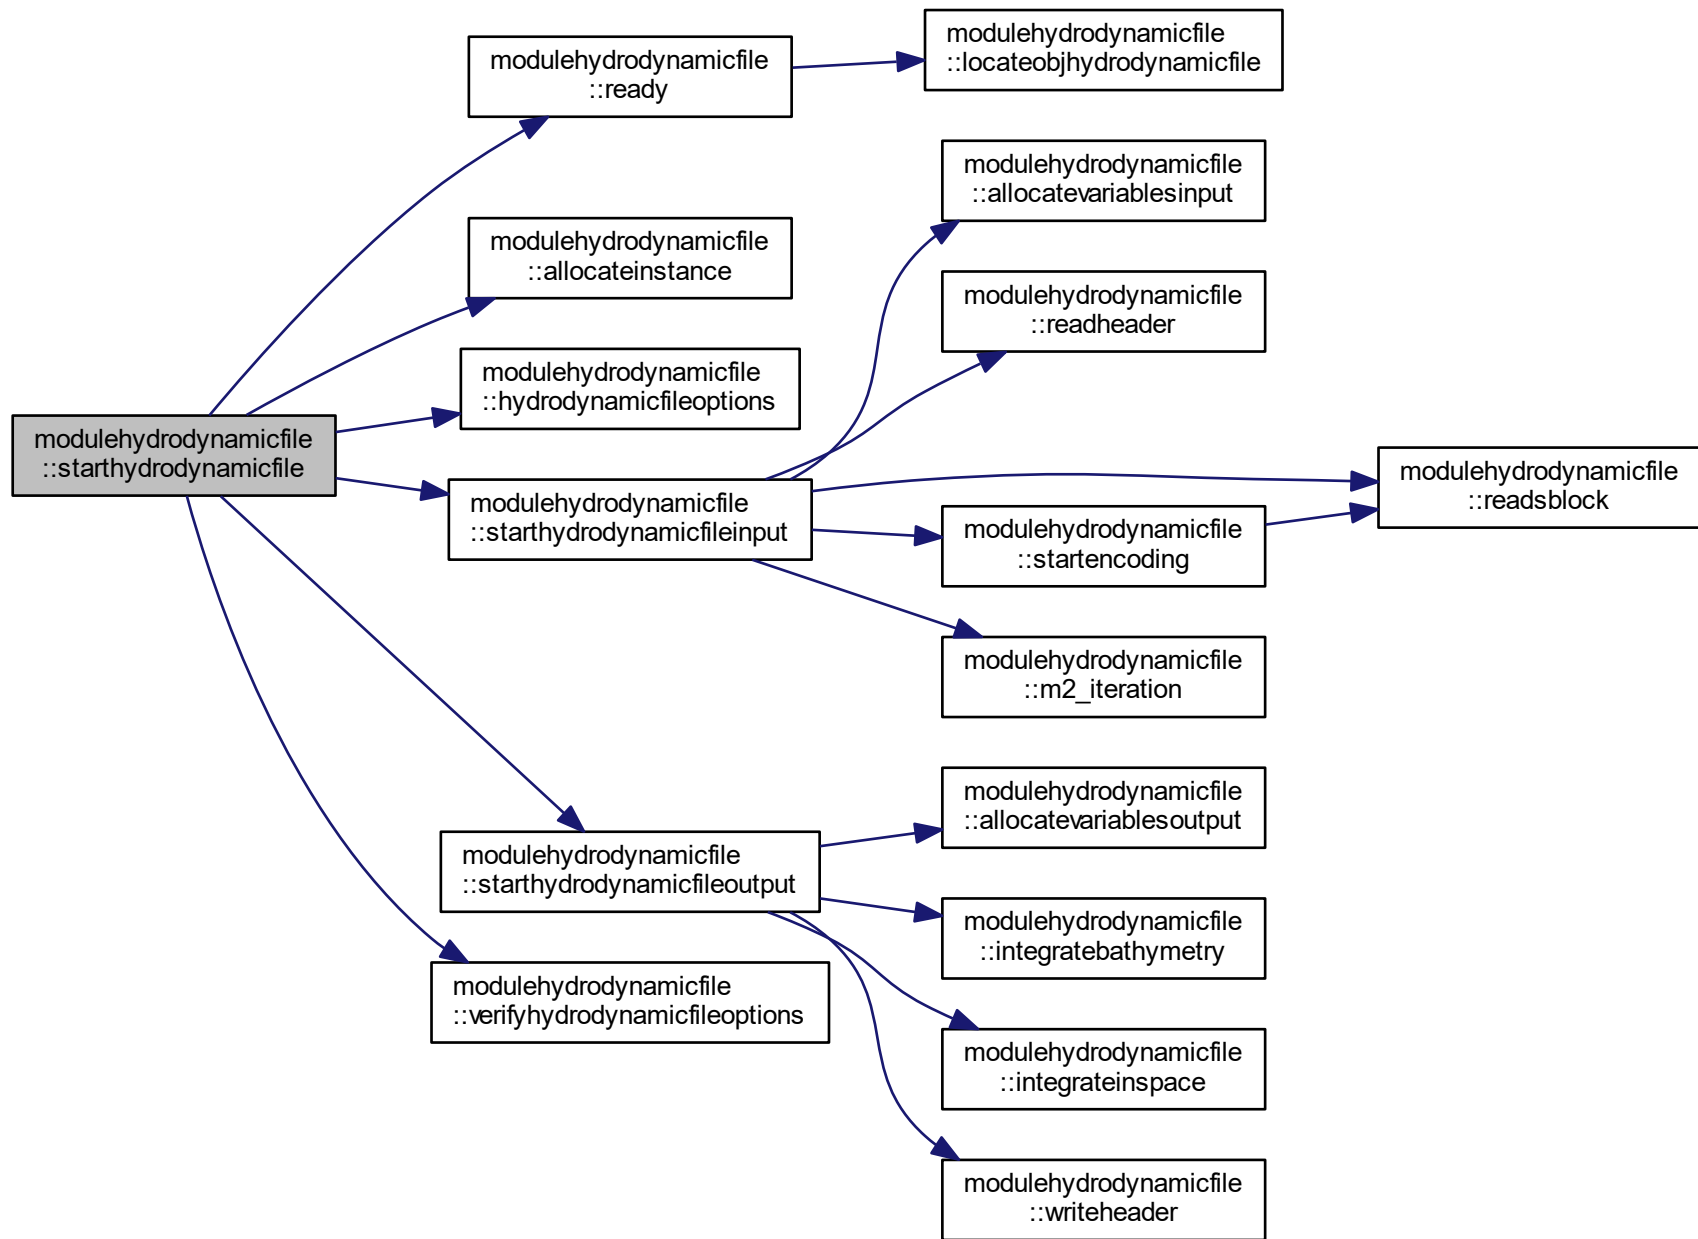 modulehydrodynamicfile
::starthydrodynamicfile
modulehydrodynamicfile
::ready
modulehydrodynamicfile
::locateobjhydrodynamicfile
modulehydrodynamicfile
::allocateinstance
modulehydrodynamicfile
::hydrodynamicfileoptions
modulehydrodynamicfile
::starthydrodynamicfileinput
modulehydrodynamicfile
::allocatevariablesinput
modulehydrodynamicfile
::readheader
modulehydrodynamicfile
::readsblock
modulehydrodynamicfile
::startencoding
modulehydrodynamicfile
::m2_iteration
modulehydrodynamicfile
::starthydrodynamicfileoutput
modulehydrodynamicfile
::allocatevariablesoutput
modulehydrodynamicfile
::integratebathymetry
modulehydrodynamicfile
::integrateinspace
modulehydrodynamicfile
::writeheader
modulehydrodynamicfile
::verifyhydrodynamicfileoptions